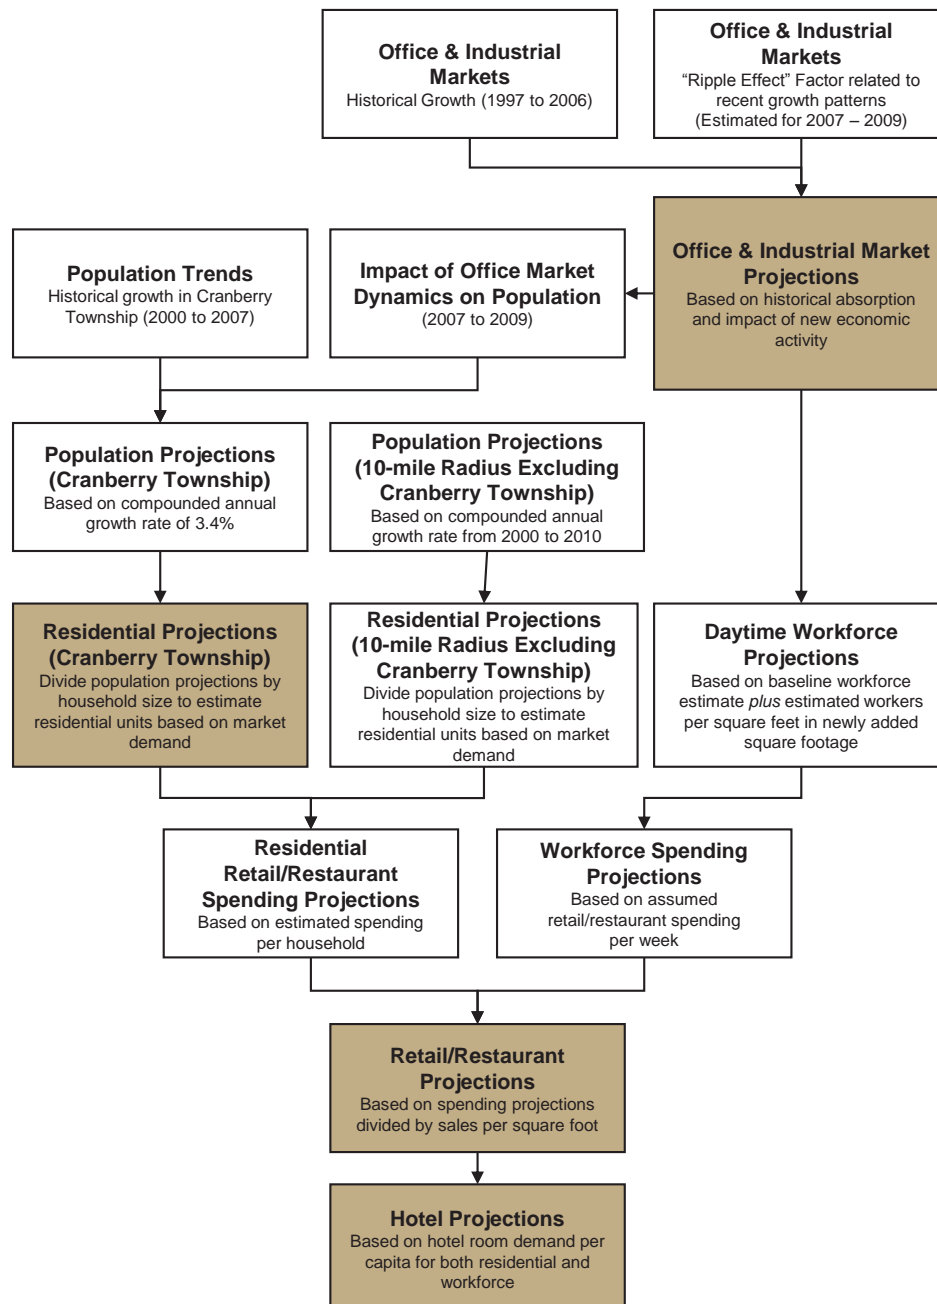 Office & Industrial
Markets
Historical Growth (1997 to 2006)
Office & Industrial
Markets
“Ripple Effect” Factor related to
recent growth patterns
(Estimated for 2007 – 2009)
Office & Industrial Market
Projections
Based on historical absorption
and impact of new economic
activity
Population Trends
Historical growth in Cranberry
Township (2000 to 2007)
Impact of Office Market
Dynamics on Population
(2007 to 2009)
Population Projections
(Cranberry Township)
Based on compounded annual
growth rate of 3.4%
Population Projections
(10-mile Radius Excluding
Cranberry Township)
Based on compounded annual
growth rate from 2000 to 2010
Residential Projections
(Cranberry Township)
Divide population projections by
household size to estimate
residential units based on market
demand
Residential Projections
(10-mile Radius Excluding
Cranberry Township)
Divide population projections by
household size to estimate
residential units based on market
demand
Daytime Workforce
Projections
Based on baseline workforce
estimate plus estimated workers
per square feet in newly added
square footage
Residential
Retail/Restaurant
Spending Projections
Based on estimated spending
per household
Workforce Spending
Projections
Based on assumed
retail/restaurant spending
per week
Retail/Restaurant
Projections
Based on spending projections
divided by sales per square foot
Hotel Projections
Based on hotel room demand per
capita for both residential and
workforce